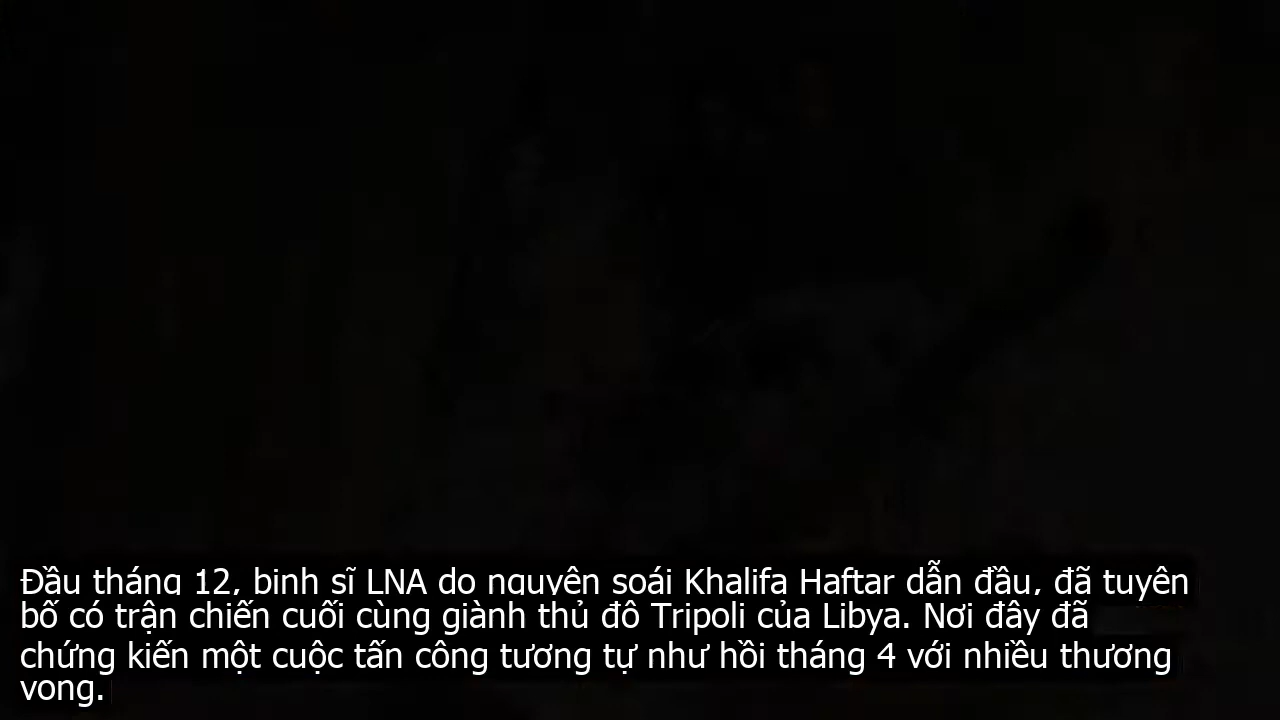 Đầu tháng 12, binh sĩ LNA do nguyên soái Khalifa Haftar dẫn đầu, đã tuyên
bố có trận chiến cuối cùng giành thủ đô Tripoli của Libya. Nơi đây đã
chứng kiến một cuộc tấn công tương tự như hồi tháng 4 với nhiều thương
vong.